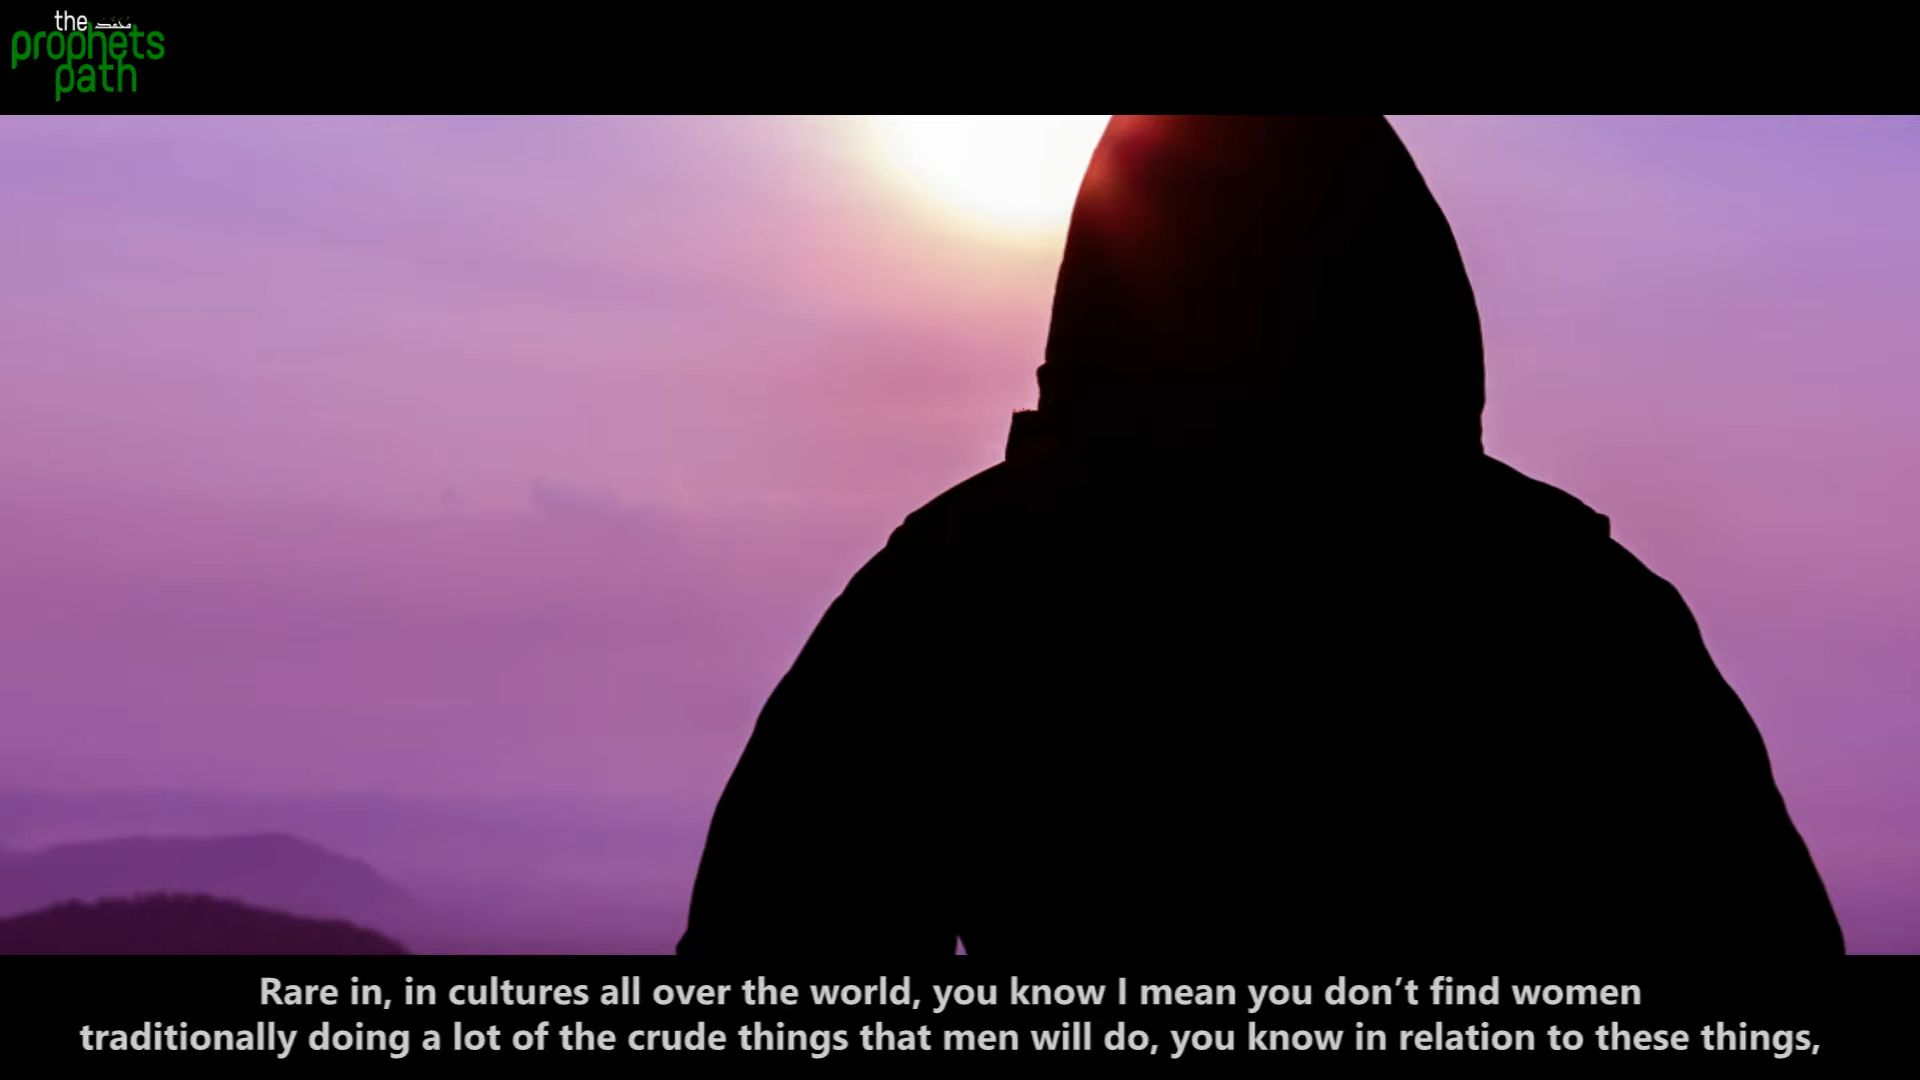 the
prophets
path
Rare in, in cultures all over the world, you know I mean you don’t find women
traditionally doing a lot of the crude things that men will do, you know in relation to these things,